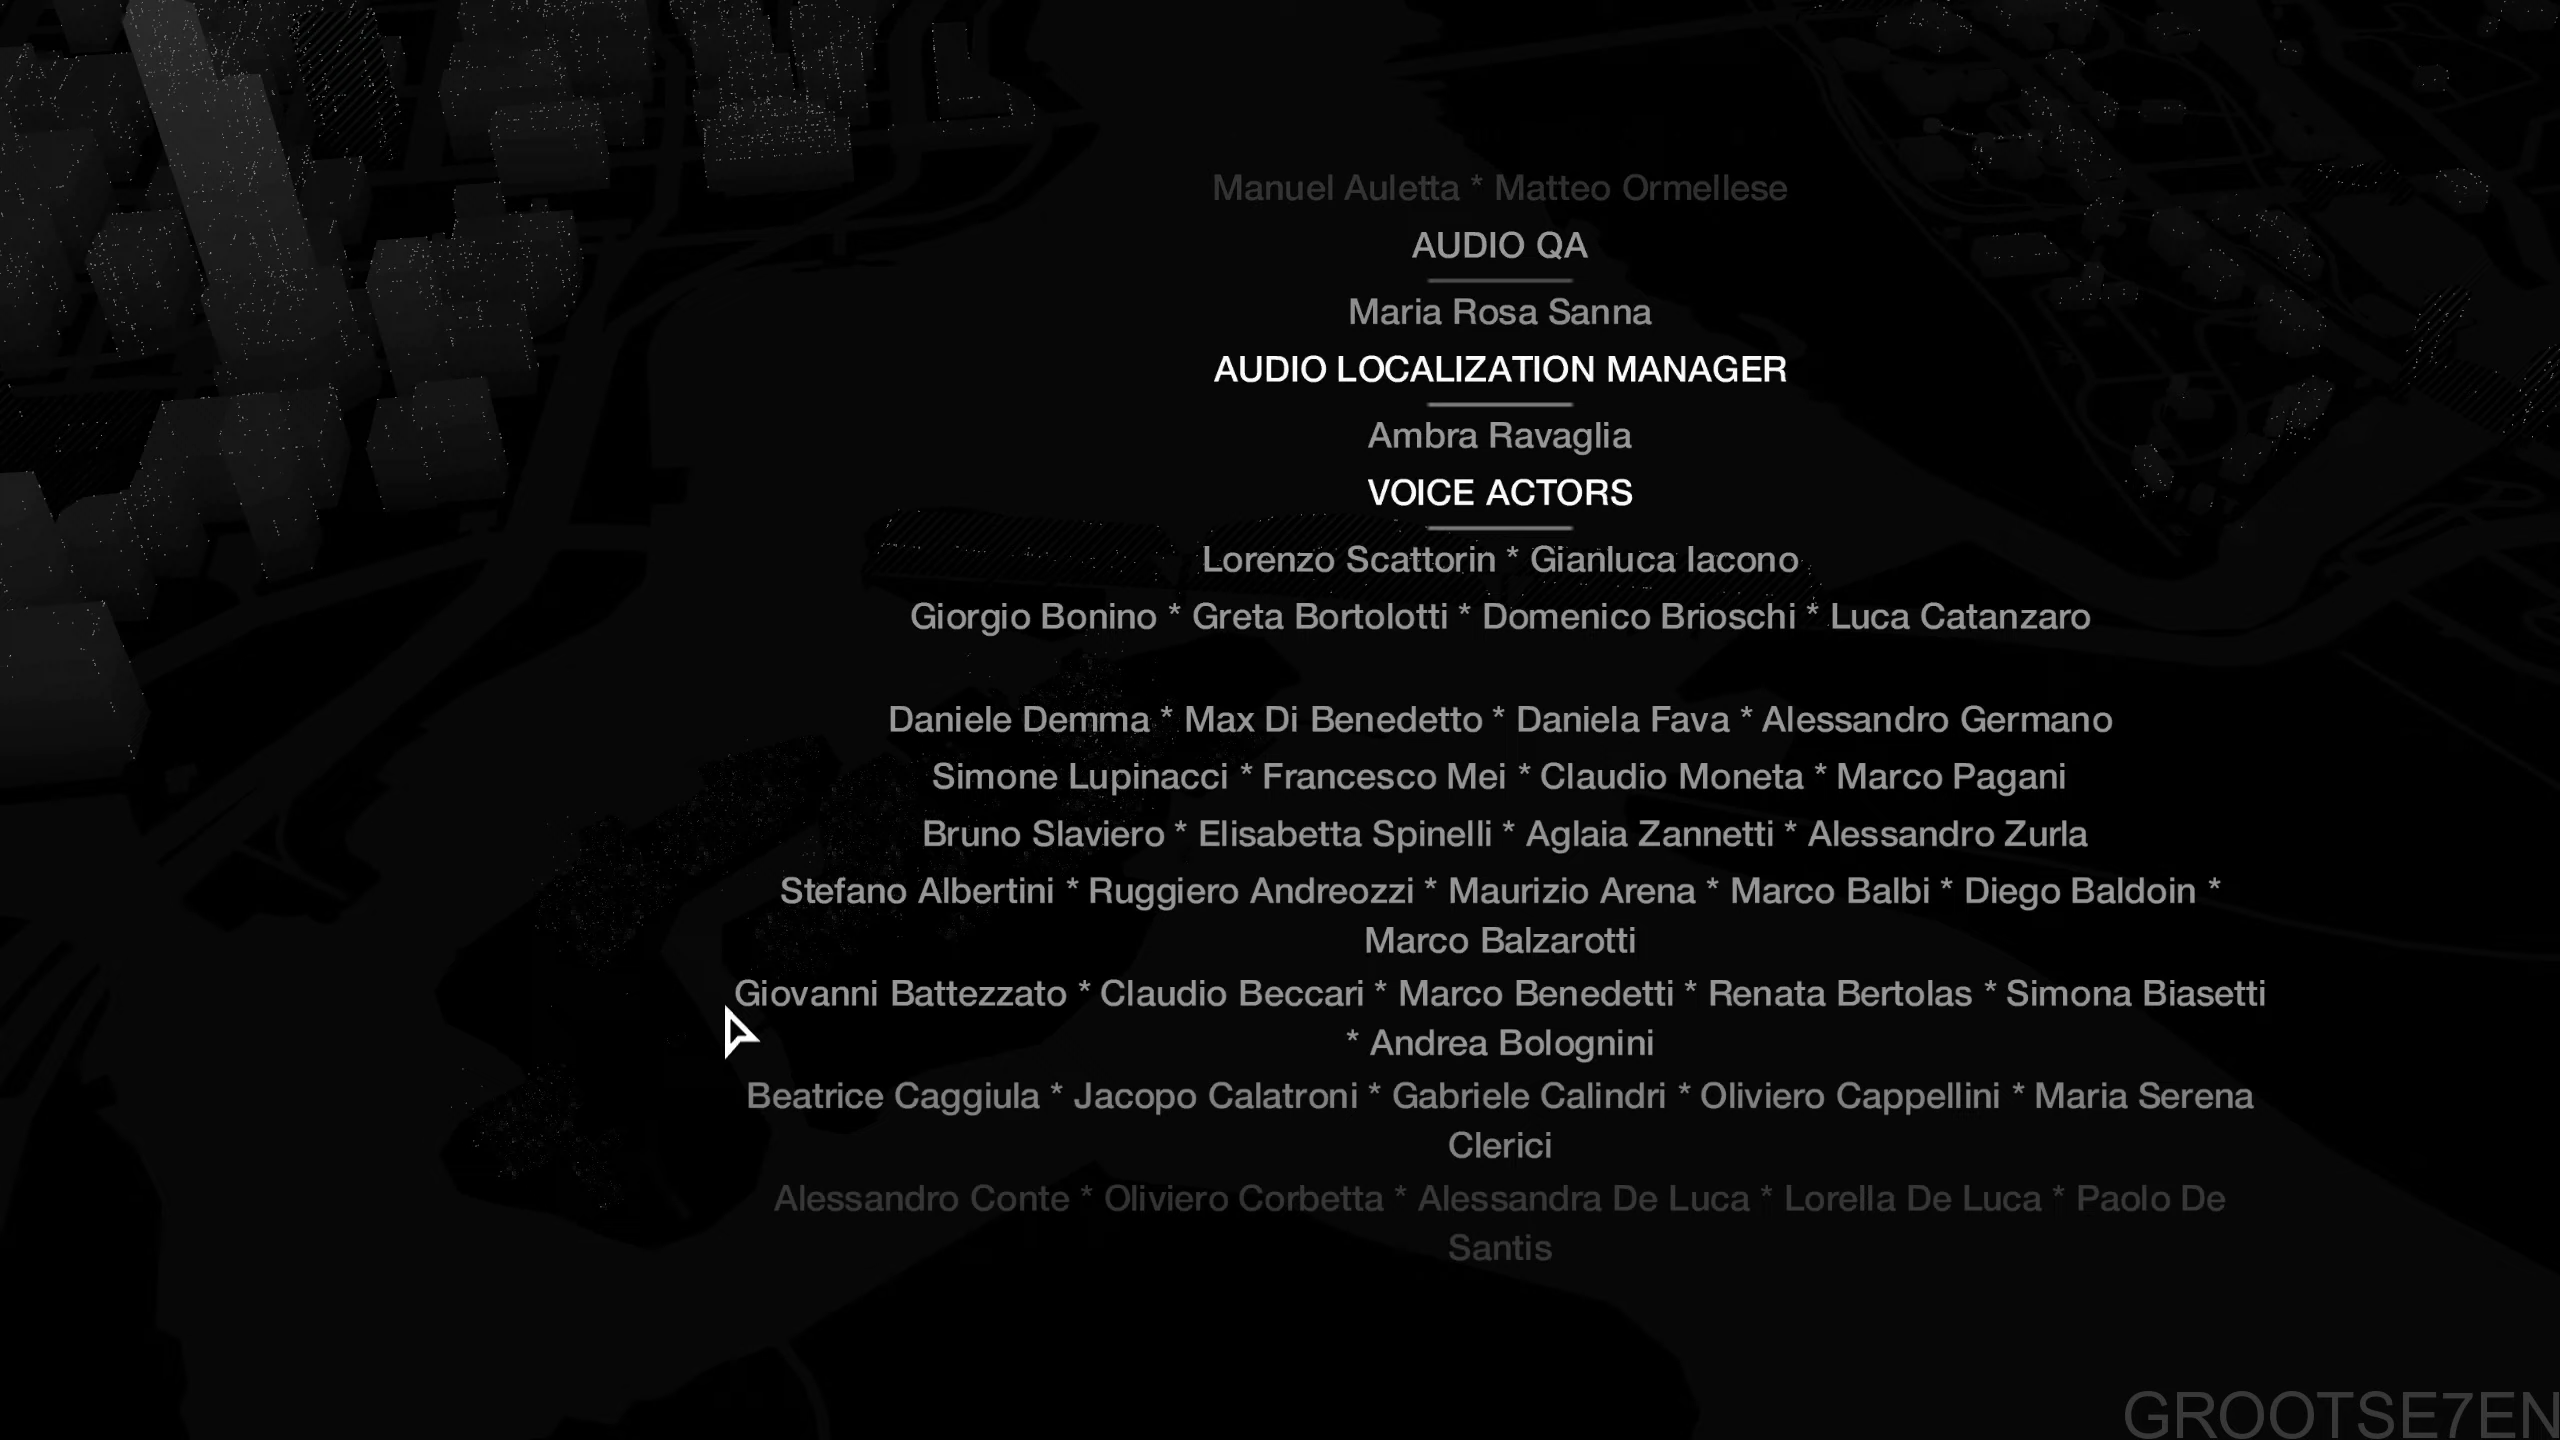 Manuel Auletta * Matteo Ormellese
AUDIO QA
Maria Rosa Sanna
AUDIO LOCALIZATION MANAGER
Ambra Ravaglia
VOICE ACTORS
Lorenzo Scattorin * Gianluca Iacono
Giorgio Bonino * Greta Bortolotti * Domenico Brioschi * Luca Catanzaro
Daniele Demma * Max Di Benedetto * Daniela Fava * Alessandro Germano
Simone Lupinacci * Francesco Mei * Claudio Moneta * Marco Pagani
Bruno Slaviero * Elisabetta Spinelli * Aglaia Zannetti * Alessandro Zurla
Stefano Albertini * Ruggiero Andreozzi * Maurizio Arena * Marco Balbi * Diego Baldoin *
Marco Balzarotti
Giovanni Battezzato * Claudio Beccari * Marco Benedetti * Renata Bertolas * Simona Biasetti
* Andrea Bolognini
Beatrice Caggiula * Jacopo Calatroni * Gabriele Calindri * Oliviero Cappellini * Maria Serena
Clerici
Alessandro Conte * Oliviero Corbetta * Alessandra De Luca * Lorella De Luca * Paolo De
Santis
GROOTSE7EN